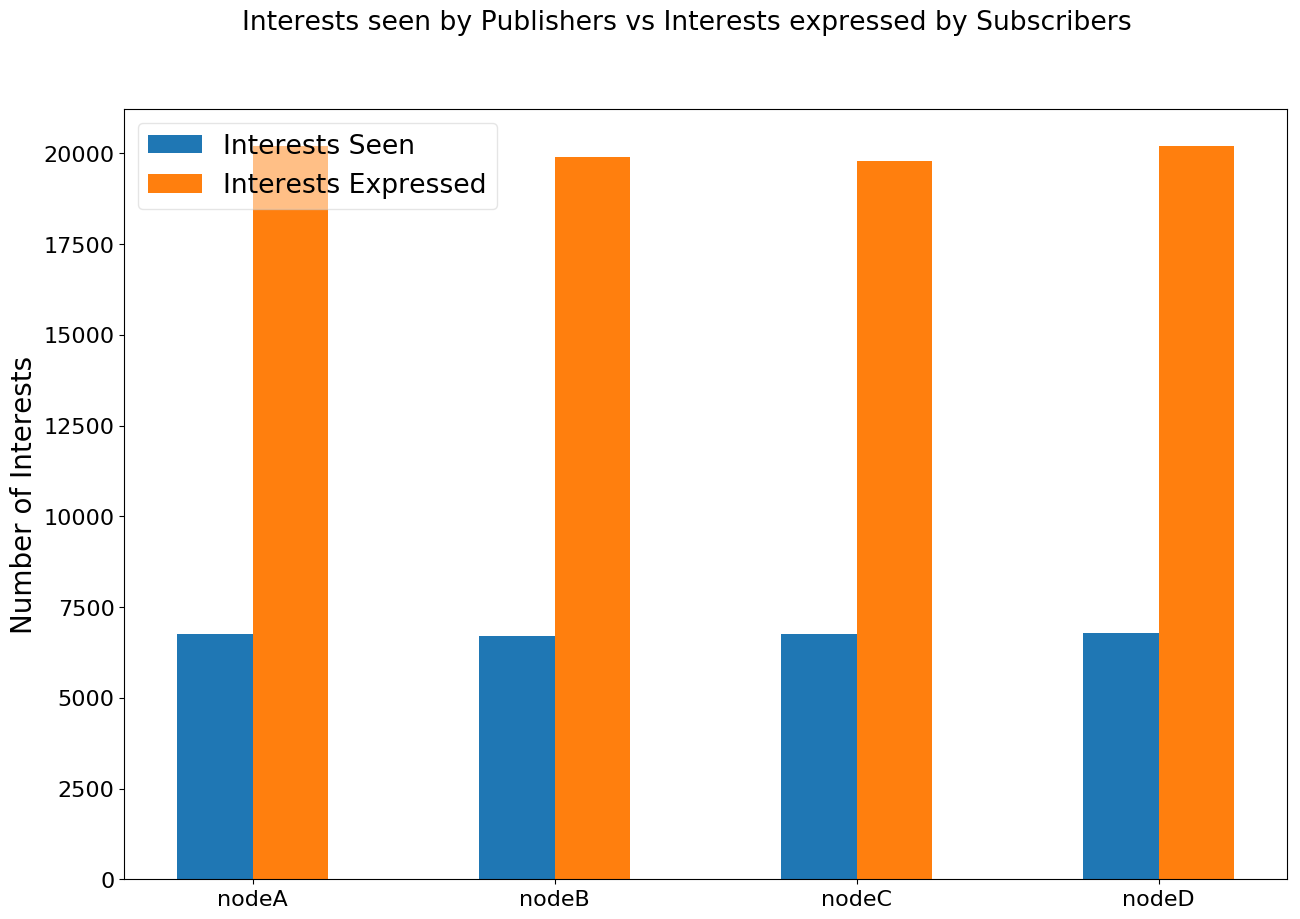 Interests seen by Publishers vs Interests expressed by Subscribers
Interests Seen
Interests Expressed
Number of Interests
20000
17500
15000
12500
10000
7500
5000
2500
0
nodeA
nodeB
nodeC
nodeD